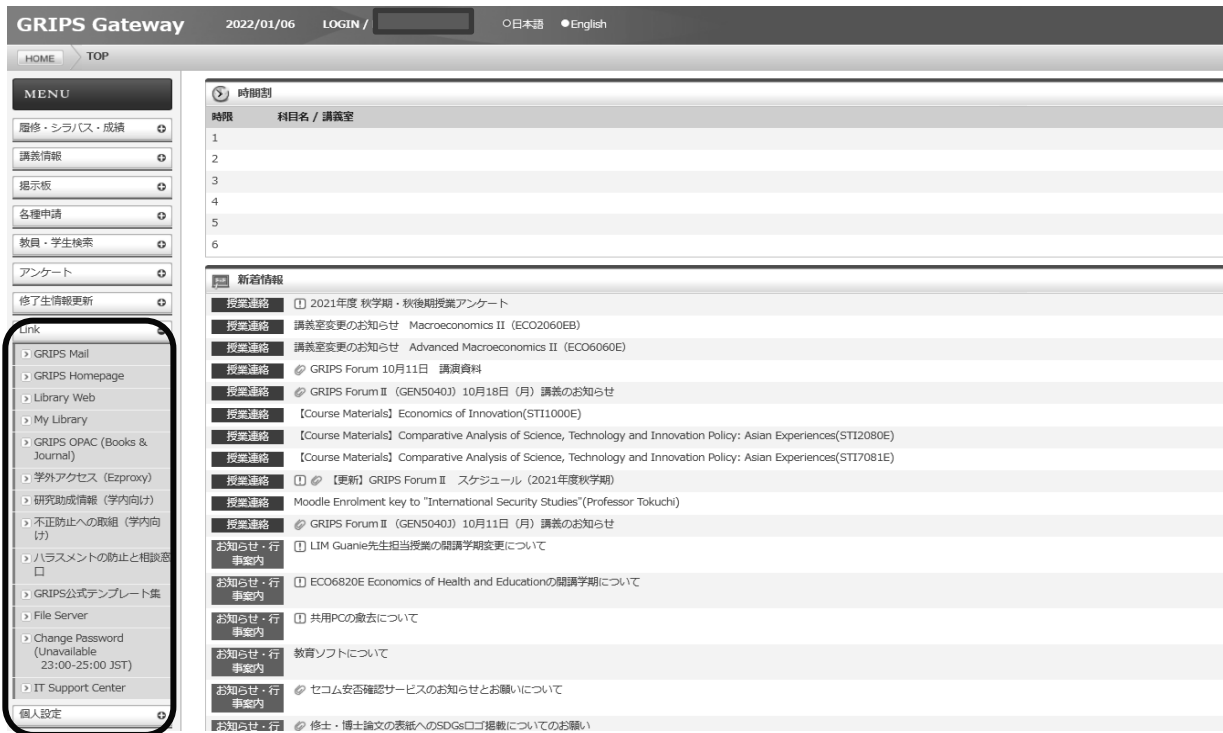 GRIPS Gateway 2022/01/06 LOGIN / ○日本語 ●English
HOME TOP
MENU
履修・シラバス・成績
講義情報
掲示板
各種申請
教員・学生検索
アンケート
修了生情報更新
Link
GRIPS Mail
GRIPS Homepage
Library Web
My Library
GRIPS OPAC (Books &
Journal)
学外アクセス（Ezproxy）
研究助成情報（学内向け）
不正防止への取組（学内向
け）
ハラスメントの防止と相談窓
口
GRIPS公式テンプレート集
File Server
Change Password
(Unavailable
23:00-25:00 JST)
IT Support Center
個人設定
時間割
時限 科目名 / 講義室
1
2
3
4
5
6
新着情報
授業連絡 2021年度 秋学期・秋後期授業アンケート
授業連絡 講義室変更のお知らせ Macroeconomics II（ECO2060EB）
授業連絡 講義室変更のお知らせ Advanced Macroeconomics II（ECO6060E）
授業連絡 GRIPS Forum 10月11日 講演資料
授業連絡 GRIPS ForumⅡ（GEN5040J）10月18日（月）講義のお知らせ
授業連絡 【Course Materials】Economics of Innovation(STI1000E)
授業連絡 【Course Materials】Comparative Analysis of Science, Technology and Innovation Policy: Asian Experiences(STI2080E)
授業連絡 【Course Materials】Comparative Analysis of Science, Technology and Innovation Policy: Asian Experiences(STI7081E)
授業連絡 【更新】GRIPS ForumⅡ スケジュール（2021年度秋学期）
授業連絡 Moodle Enrolment key to "International Security Studies"(Professor Tokuchi)
授業連絡 GRIPS ForumⅡ（GEN5040J）10月11日（月）講義のお知らせ
お知らせ・行 LIM Guanie先生担当授業の開講学期変更について
事案内
お知らせ・行 ECO6820E Economics of Health and Educationの開講学期について
事案内
お知らせ・行 共用PCの撤去について
事案内
お知らせ・行 教育ソフトについて
事案内
お知らせ・行 セコム安否確認サービスのお知らせとお願いについて
事案内
お知らせ・行 修士・博士論文の表紙へのSDGsロゴ掲載についてのお願い